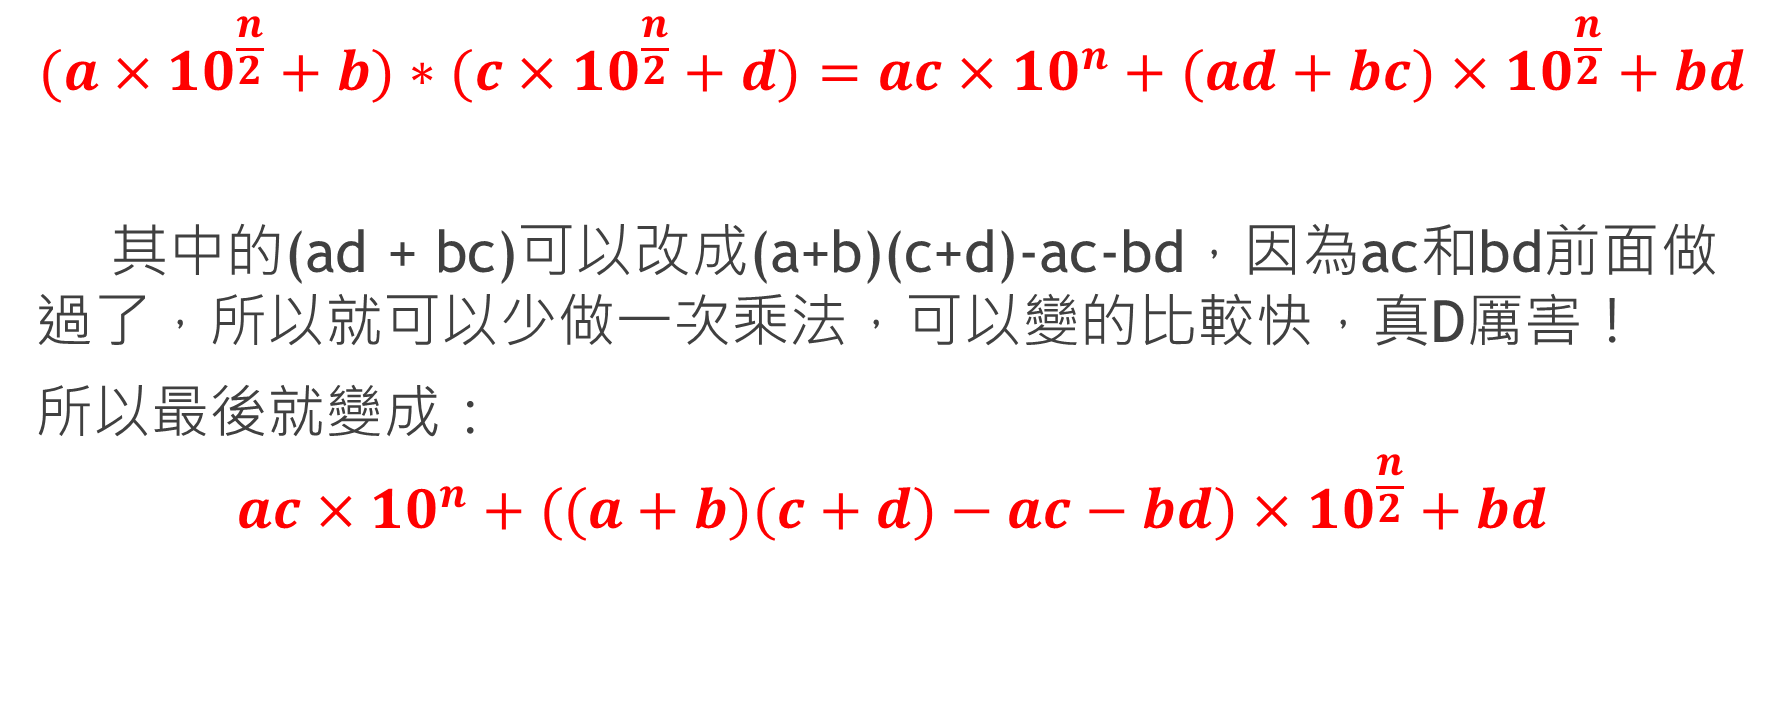 (a × 10^(n/2) + b) * (c × 10^(n/2) + d) = ac × 10^n + (ad + bc) × 10^(n/2) + bd
其中的(ad + bc)可以改成(a+b)(c+d)-ac-bd，因為ac和bd前面做
過了，所以就可以少做一次乘法，可以變的比較快，真D厲害！
所以最後就變成：
ac × 10^n + ((a + b)(c + d) − ac − bd) × 10^(n/2) + bd